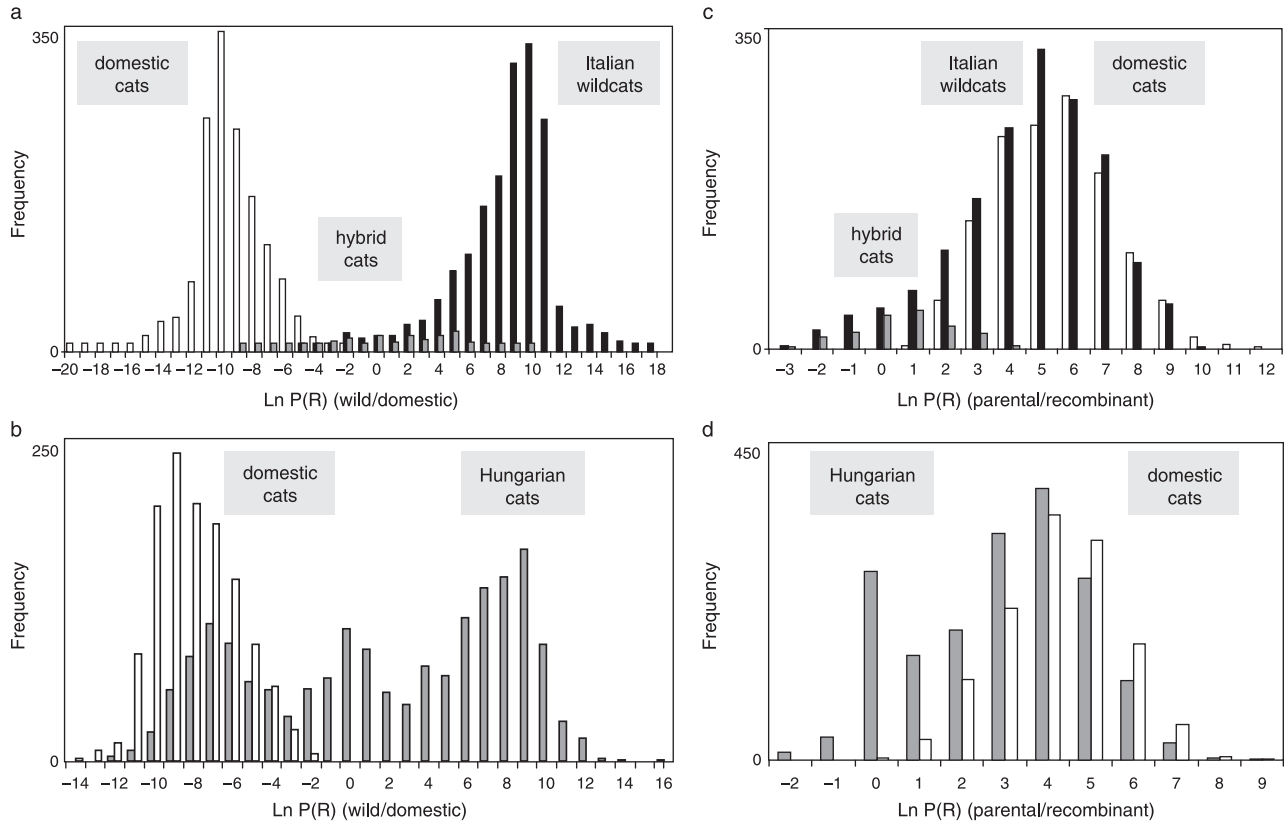 a
350
domestic
cats
Italian
wildcats
hybrid
cats
Frequency
0
−20 −18 −16 −14 −12 −10 −8 −6 −4 −2 0 2 4 6 8 10 12 14 16 18
Ln P(R) (wild/domestic)
c
350
Italian
wildcats
domestic
cats
hybrid
cats
Frequency
0
−3 −2 −1 0 1 2 3 4 5 6 7 8 9 10 11 12
Ln P(R) (parental/recombinant)
b
250
domestic
cats
Hungarian
cats
Frequency
0
−14 −12 −10 −8 −6 −4 −2 0 2 4 6 8 10 12 14 16
Ln P(R) (wild/domestic)
d
450
Hungarian
cats
domestic
cats
Frequency
0
−2 −1 0 1 2 3 4 5 6 7 8 9
Ln P(R) (parental/recombinant)